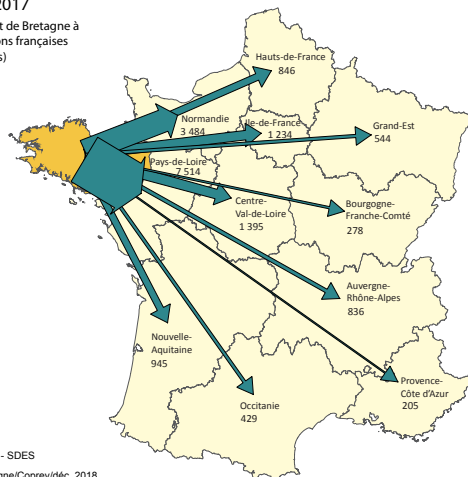 2017
t de Bretagne à
ons françaises
s)
Hauts-de-France
846
Normandie
3 484
Ile-de-France
1 234
Grand-Est
544
Pays-de-Loire
7 514
Centre-
Val-de-Loire
1 395
Bourgogne-
Franche-Comté
278
Auvergne-
Rhône-Alpes
836
Nouvelle-
Aquitaine
945
Occitanie
429
Provence-
Côte d'Azur
205
- SDES
gne/Coprev/déc. 2018